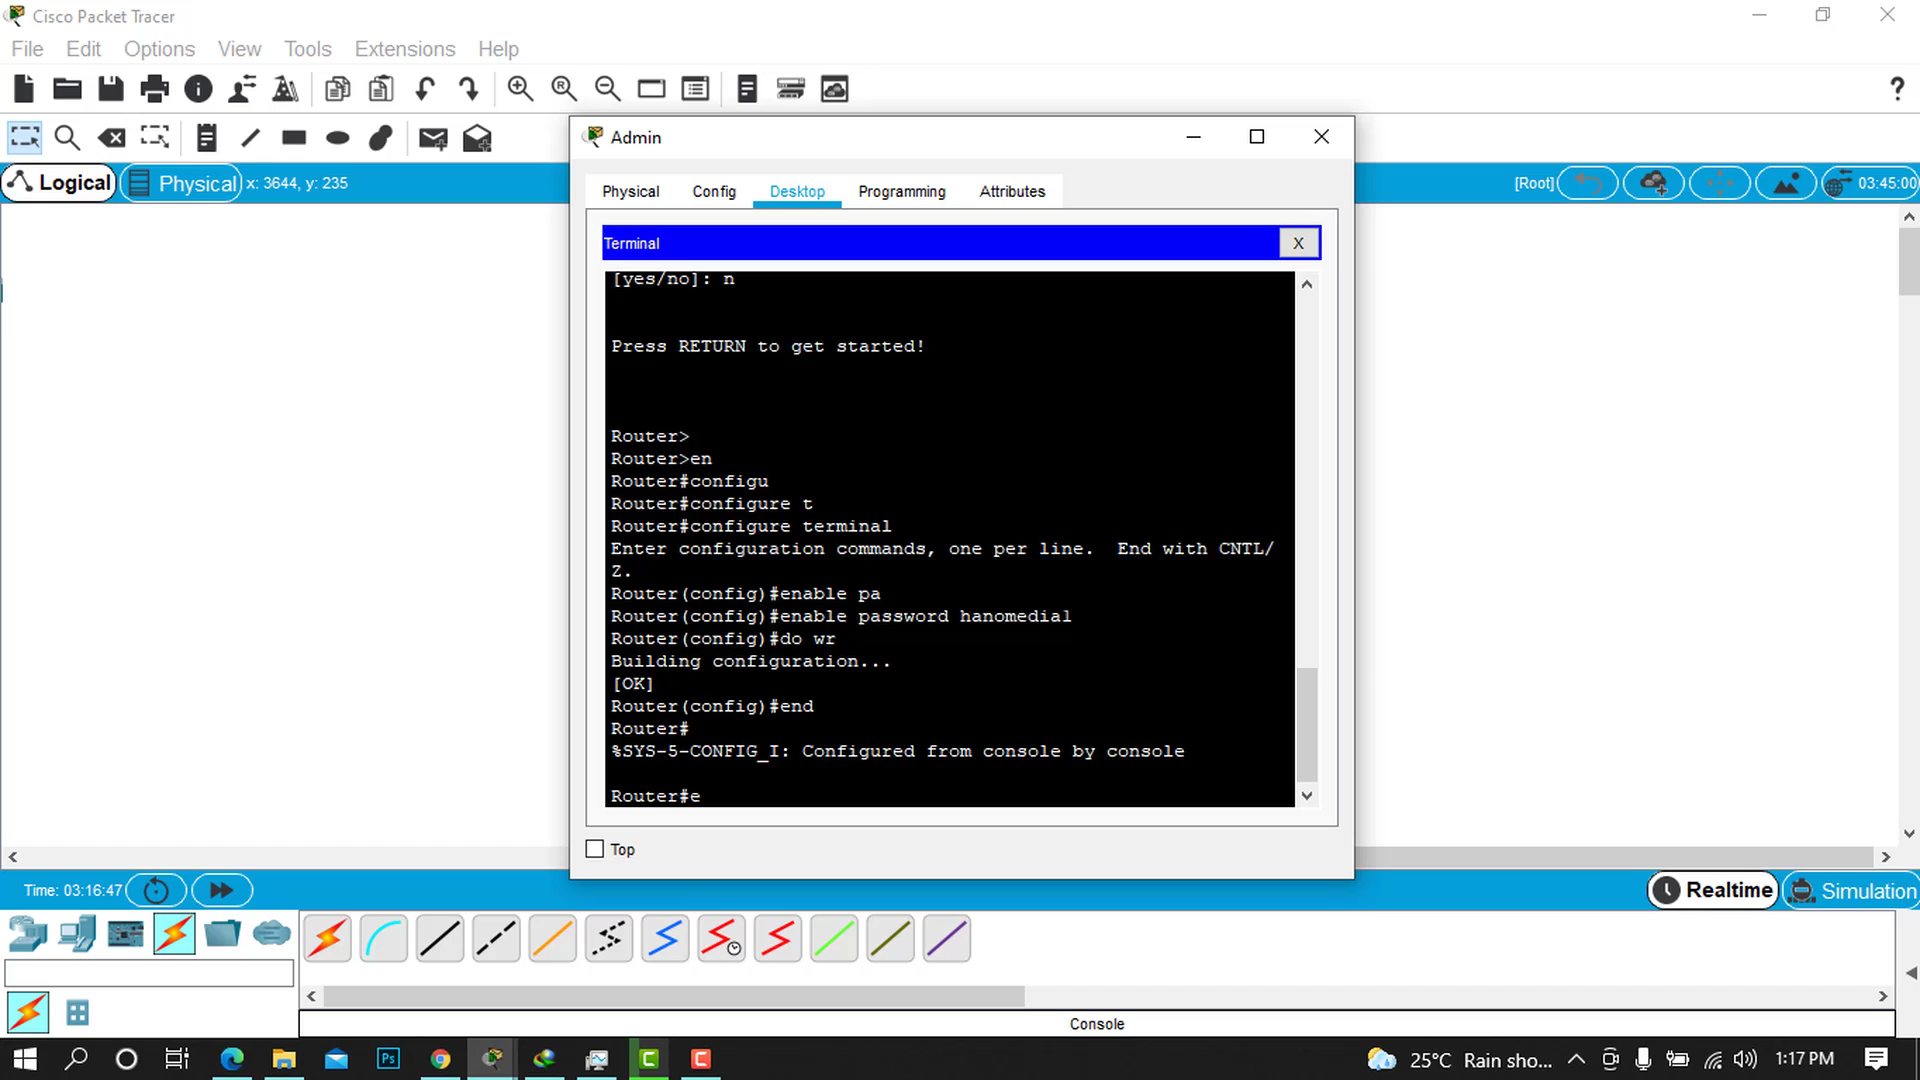 Cisco Packet Tracer
File Edit Options View Tools Extensions Help
?
Admin
Logical Physical x: 3644, y: 235
[Root] 03:45:00
Physical Config Desktop Programming Attributes
Terminal X
[yes/no]: n
Press RETURN to get started!
Router>
Router>en
Router#configu
Router#configure t
Router#configure terminal
Enter configuration commands, one per line.  End with CNTL/
Z.
Router(config)#enable pa
Router(config)#enable password hanomedial
Router(config)#do wr
Building configuration...
[OK]
Router(config)#end
Router#
%SYS-5-CONFIG_I: Configured from console by console
Router#e
Top
Time: 03:16:47
Realtime Simulation
Console
Ps C C 25°C Rain sho... 1:17 PM